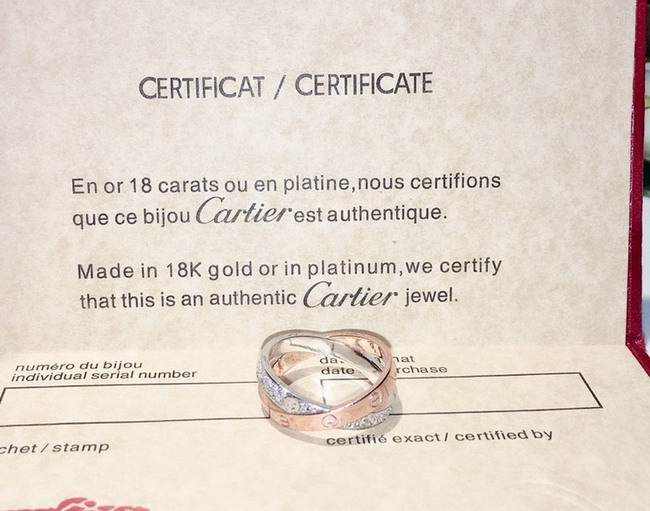 CERTIFICAT / CERTIFICATE
En or 18 carats ou en platine, nous certifions
que ce bijou Cartier est authentique.
Made in 18K gold or in platinum, we certify
that this is an authentic Cartier jewel.
numéro du bijou
individual serial number
date
chet / stamp
certifié exact / certified by